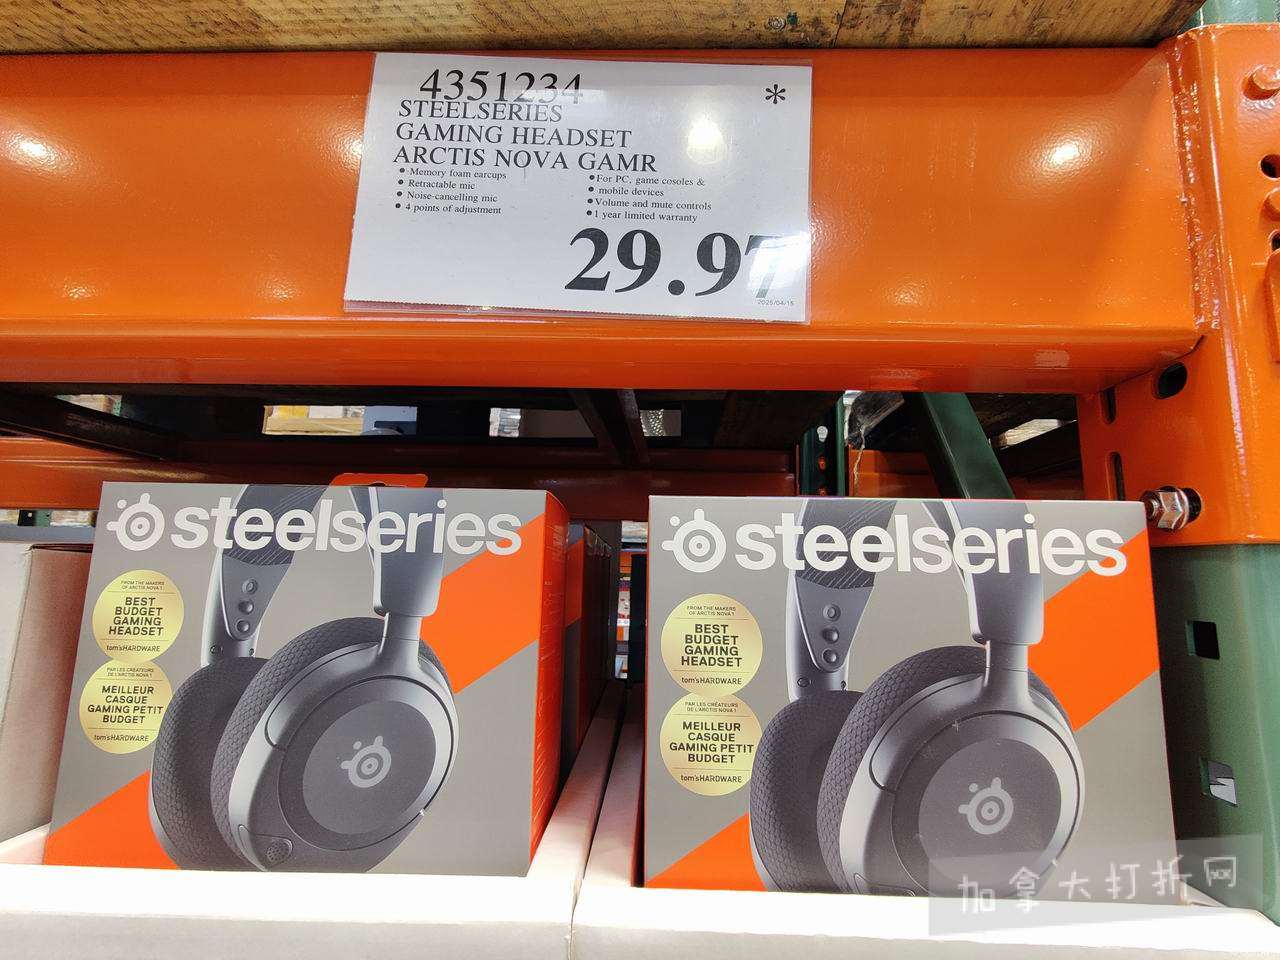 4351234
*
STEELSERIES
GAMING HEADSET
ARCTIS NOVA GAMR
• Memory foam earcups
• Retractable mic
• Noise-cancelling mic
• 4 points of adjustment
• For PC, game cosoles &
• mobile devices
• Volume and mute controls
• 1 year limited warranty
29.97
2025/04/15
steelseries
FROM THE MAKERS
OF ARCTIS NOVA 1
BEST
BUDGET
GAMING
HEADSET
tom'sHARDWARE
PAR LES CRÉATEURS
DE L'ARCTIS NOVA 1
MEILLEUR
CASQUE
GAMING PETIT
BUDGET
tom'sHARDWARE
steelseries
FROM THE MAKERS
OF ARCTIS NOVA 1
BEST
BUDGET
GAMING
HEADSET
tom'sHARDWARE
PAR LES CRÉATEURS
DE L'ARCTIS NOVA 1
MEILLEUR
CASQUE
GAMING PETIT
BUDGET
tom'sHARDWARE
加拿大打折网